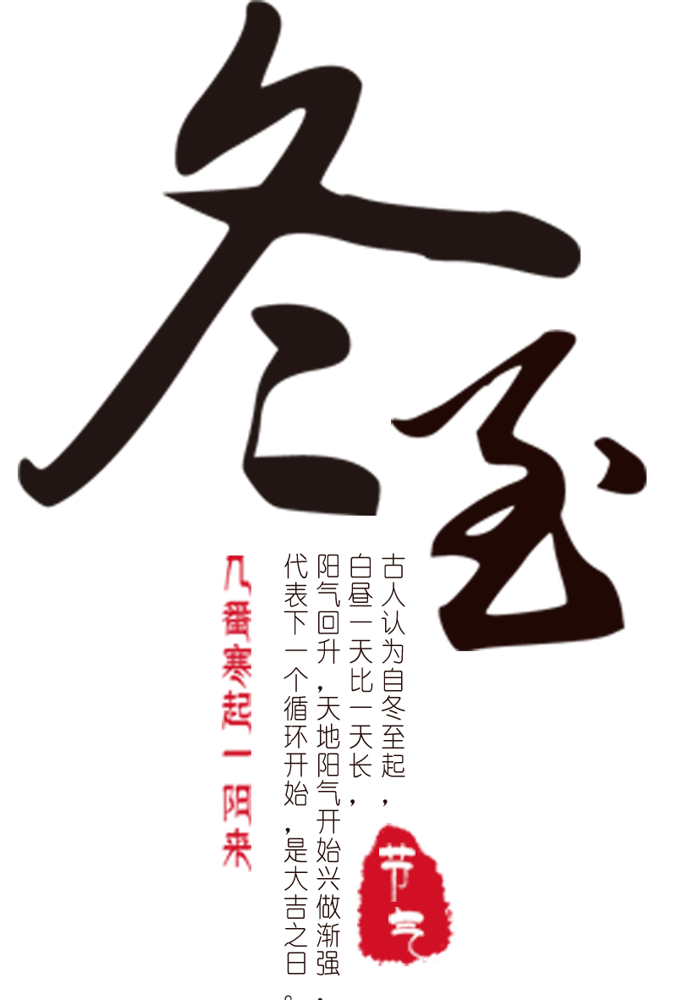 冬至
古人认为自冬至起，
白昼一天比一天长，
阳气回升，天地阳气开始兴做渐强，
代表下一个循环开始，是大吉之日。
几番寒起一阳来
节气